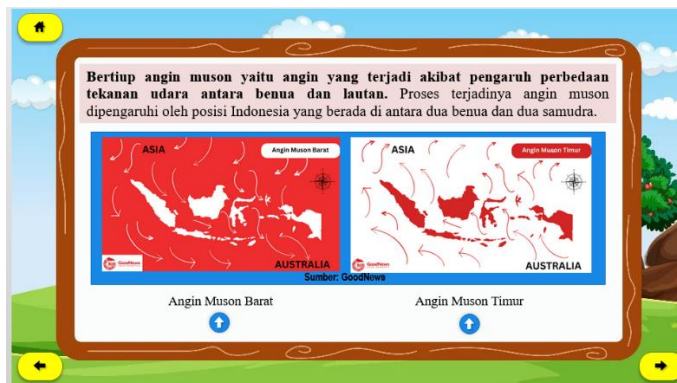 Bertiup angin muson yaitu angin yang terjadi akibat pengaruh perbedaan
tekanan udara antara benua dan lautan. Proses terjadinya angin muson
dipengaruhi oleh posisi Indonesia yang berada di antara dua benua dan dua samudra.
ASIA
Angin Muson Barat
AUSTRALIA
GoodNews
ASIA
Angin Muson Timur
AUSTRALIA
GoodNews
Sumber: GoodNews
Angin Muson Barat
Angin Muson Timur